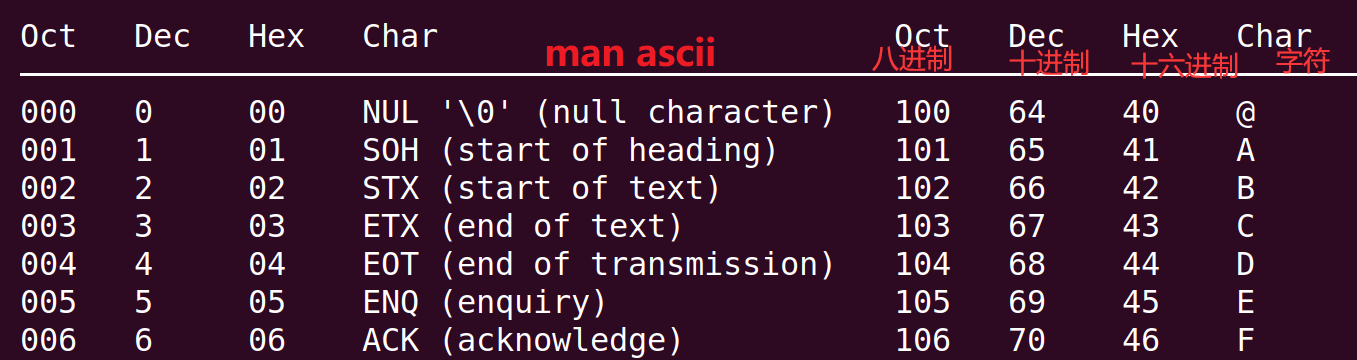 Oct Dec Hex Char Oct Dec Hex Char
man ascii 八进制 十进制 十六进制 字符
000 0 00 NUL '\0' (null character) 100 64 40 @
001 1 01 SOH (start of heading) 101 65 41 A
002 2 02 STX (start of text) 102 66 42 B
003 3 03 ETX (end of text) 103 67 43 C
004 4 04 EOT (end of transmission) 104 68 44 D
005 5 05 ENQ (enquiry) 105 69 45 E
006 6 06 ACK (acknowledge) 106 70 46 F